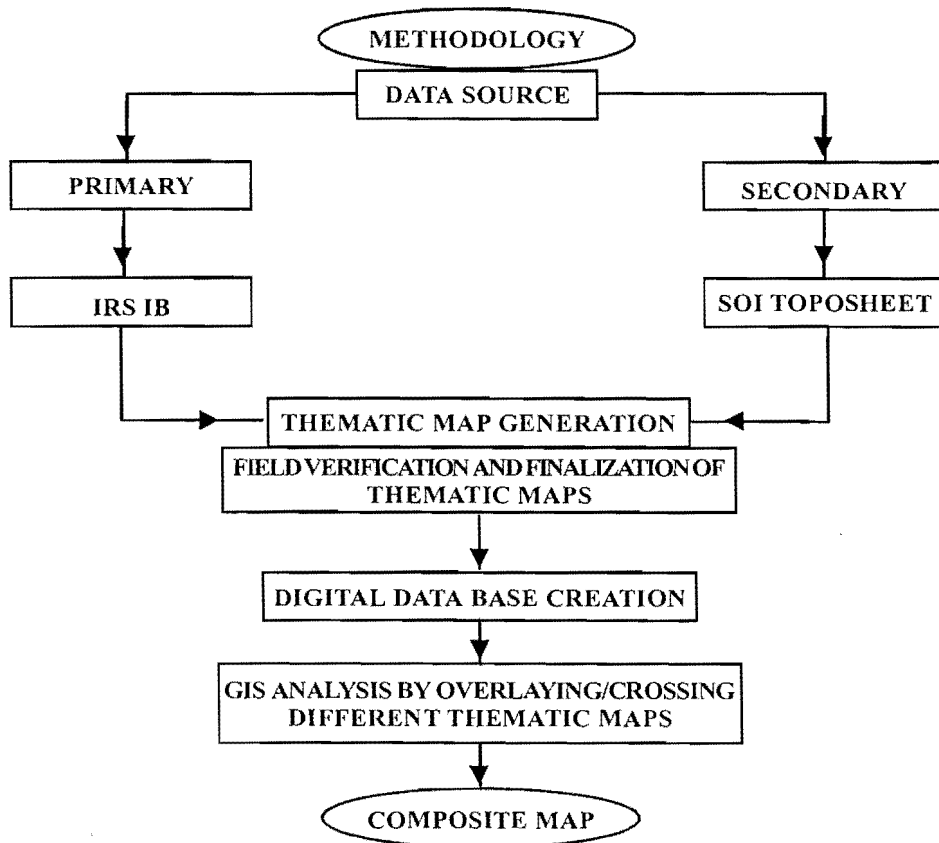 METHODOLOGY
DATA SOURCE
PRIMARY
SECONDARY
IRS IB
SOI TOPOSHEET
THEMATIC MAP GENERATION
FIELD VERIFICATION AND FINALIZATION OF
THEMATIC MAPS
DIGITAL DATA BASE CREATION
GIS ANALYSIS BY OVERLAYING/CROSSING
DIFFERENT THEMATIC MAPS
COMPOSITE MAP